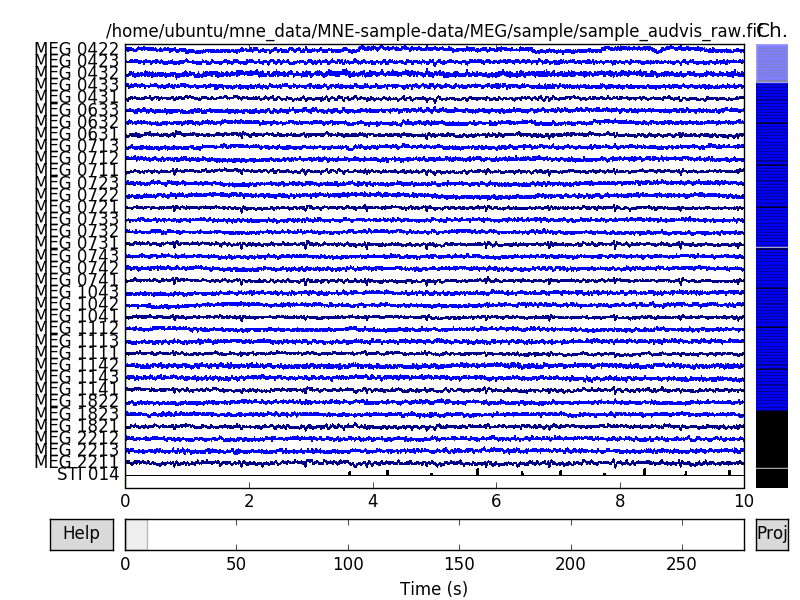 /home/ubuntu/mne_data/MNE-sample-data/MEG/sample/sample_audvis_raw.fif
Ch.
MEG 0422
MEG 0423
MEG 0432
MEG 0433
MEG 0431
MEG 0633
MEG 0632
MEG 0631
MEG 0713
MEG 0712
MEG 0711
MEG 0723
MEG 0722
MEG 0721
MEG 0733
MEG 0732
MEG 0731
MEG 0743
MEG 0742
MEG 0741
MEG 1043
MEG 1042
MEG 1041
MEG 1112
MEG 1113
MEG 1111
MEG 1142
MEG 1143
MEG 1141
MEG 1822
MEG 1823
MEG 1821
MEG 2212
MEG 2213
MEG 2211
STI 014
0 2 4 6 8 10
Help
Proj
0 50 100 150 200 250
Time (s)